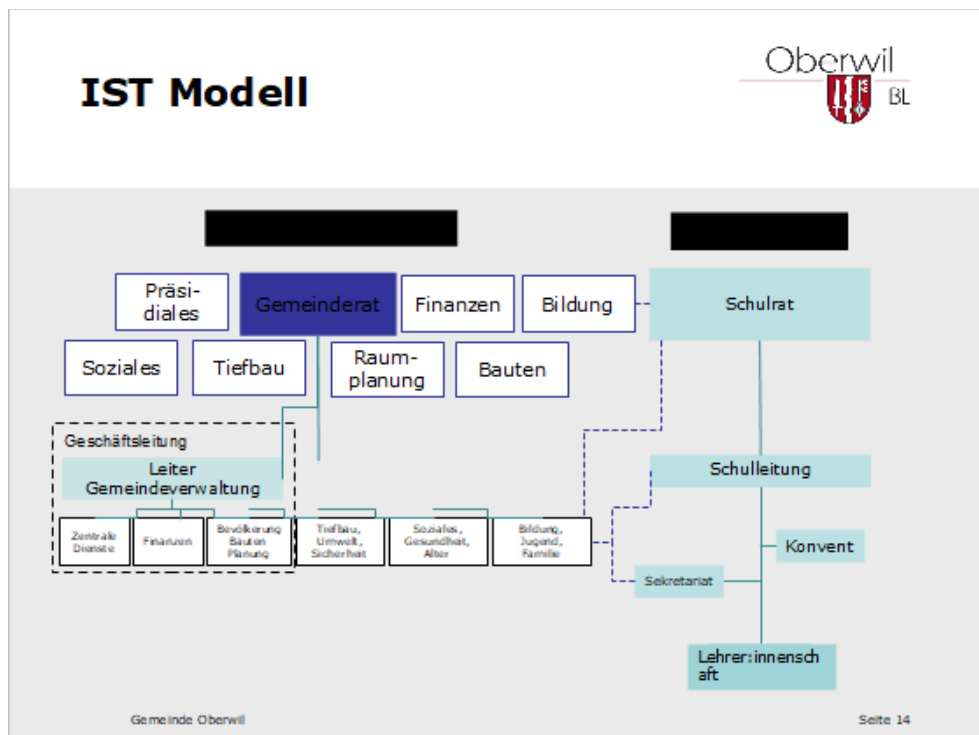 IST Modell
Oberwil
BL
Präsi-
diales
Gemeinderat
Finanzen
Bildung
Schulrat
Soziales
Tiefbau
Raum-
planung
Bauten
Geschäftsleitung
Leiter
Gemeindeverwaltung
Schulleitung
Zentrale
Dienste
Finanzen
Bevölkerung
Bauten
Planung
Tiefbau,
Umwelt,
Sicherheit
Soziales,
Gesundheit,
Alter
Bildung,
Jugend,
Familie
Konvent
Sekretariat
Lehrer:innensch
aft
Gemeinde Oberwil
Seite 14